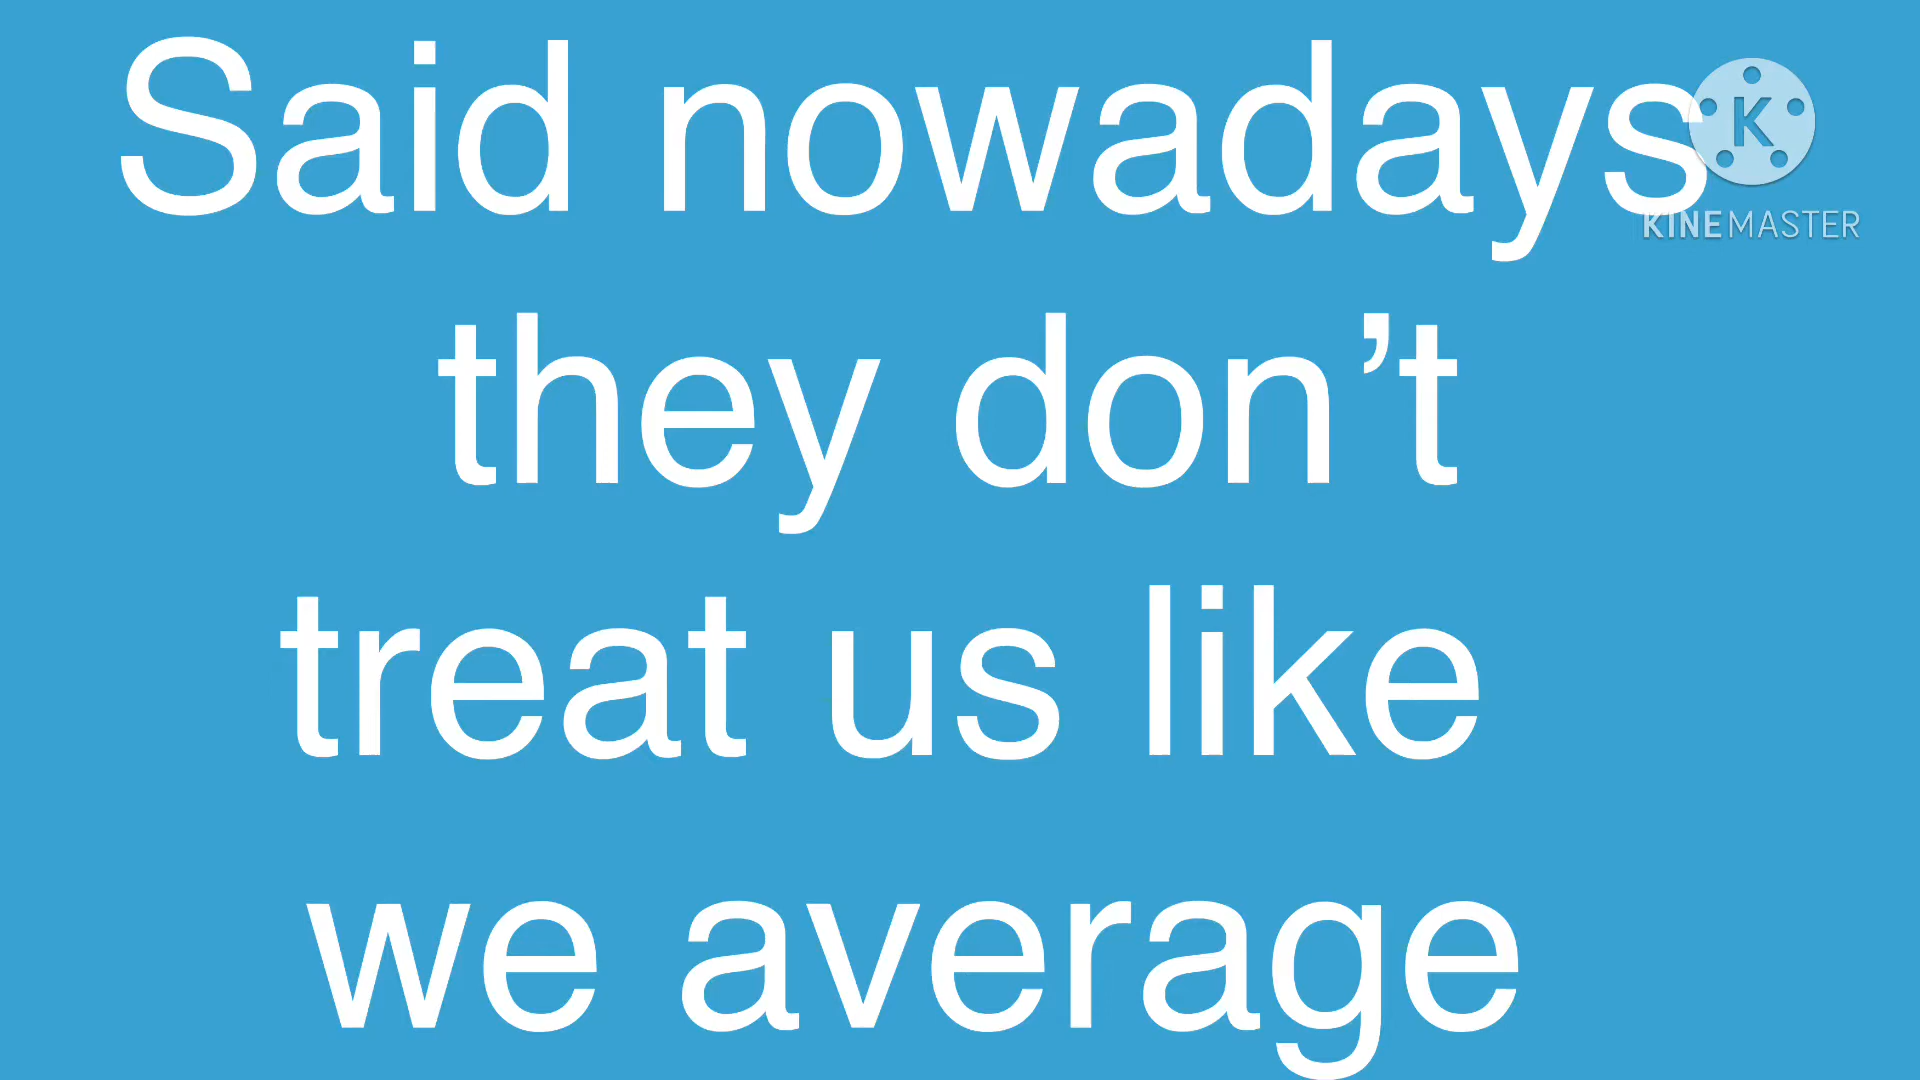 Said nowadays
they don’t
treat us like
we average
K
KINEMASTER